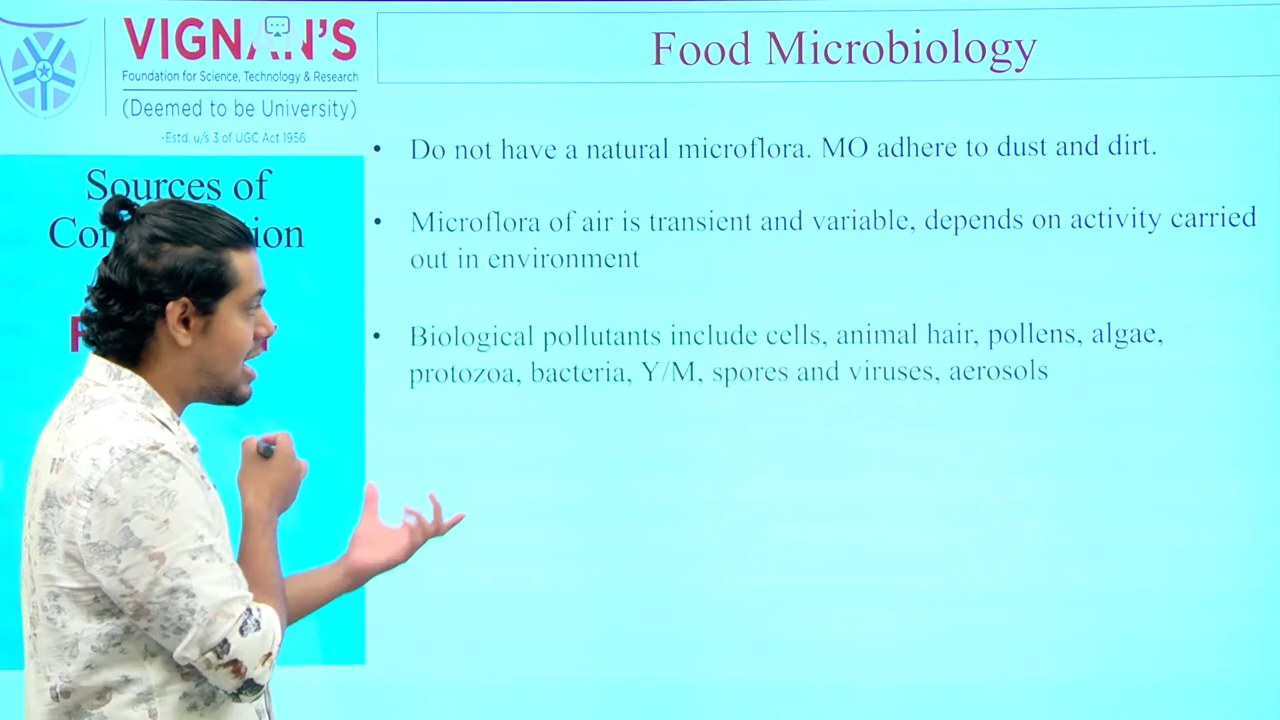 VIGNAN'S
Foundation for Science, Technology & Research
(Deemed to be University)
-Estd. u/s 3 of UGC Act 1956
Food Microbiology
Sources of
• Do not have a natural microflora. MO adhere to dust and dirt.
• Microflora of air is transient and variable, depends on activity carried
out in environment
• Biological pollutants include cells, animal hair, pollens, algae,
protozoa, bacteria, Y/M, spores and viruses, aerosols